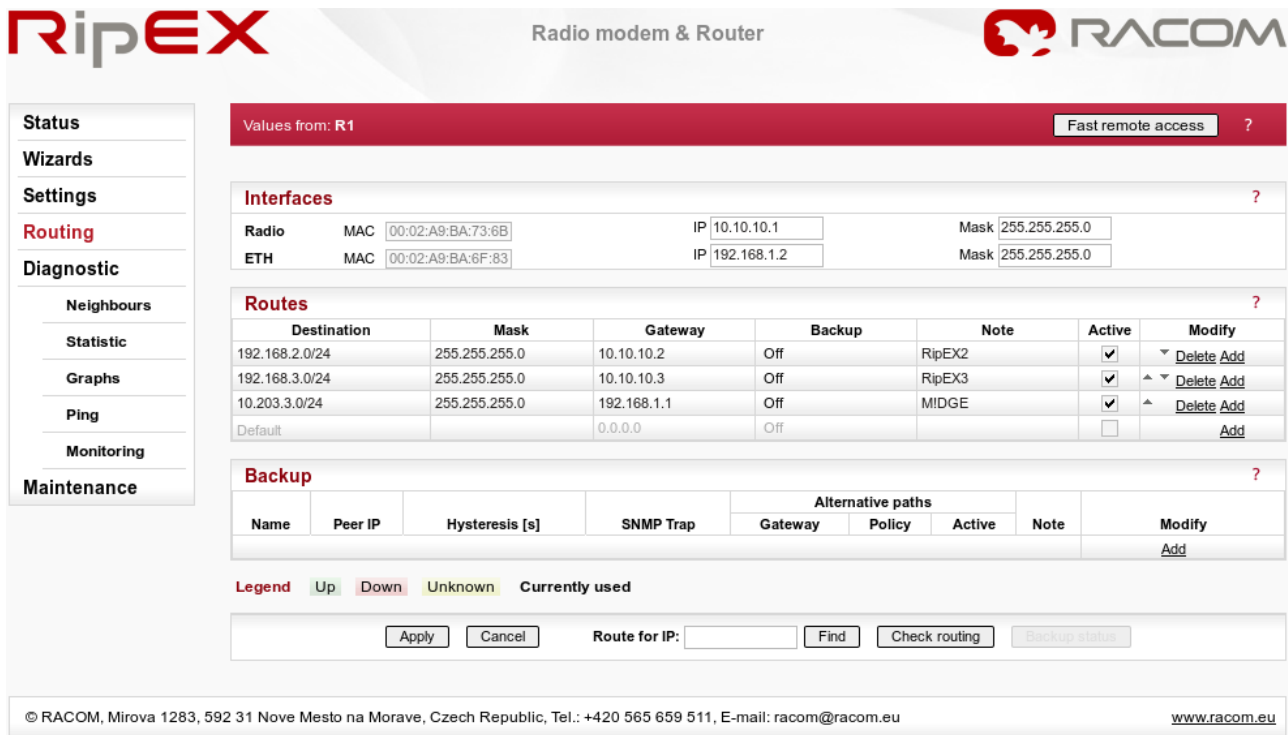 RipEX Radio modem & Router RACOM
Status
Wizards
Settings
Routing
Diagnostic
Neighbours
Statistic
Graphs
Ping
Monitoring
Maintenance
Values from: R1 Fast remote access ?
Interfaces ?
Radio MAC 00:02:A9:BA:73:6B IP 10.10.10.1 Mask 255.255.255.0
ETH MAC 00:02:A9:BA:6F:83 IP 192.168.1.2 Mask 255.255.255.0
Routes ?
Destination Mask Gateway Backup Note Active Modify
192.168.2.0/24 255.255.255.0 10.10.10.2 Off RipEX2 Delete Add
192.168.3.0/24 255.255.255.0 10.10.10.3 Off RipEX3 Delete Add
10.203.3.0/24 255.255.255.0 192.168.1.1 Off M!DGE Delete Add
Default 0.0.0.0 Off Add
Backup ?
Alternative paths
Name Peer IP Hysteresis [s] SNMP Trap Gateway Policy Active Note Modify
Add
Legend Up Down Unknown Currently used
Apply Cancel Route for IP: Find Check routing Backup status
© RACOM, Mirova 1283, 592 31 Nove Mesto na Morave, Czech Republic, Tel.: +420 565 659 511, E-mail: racom@racom.eu www.racom.eu